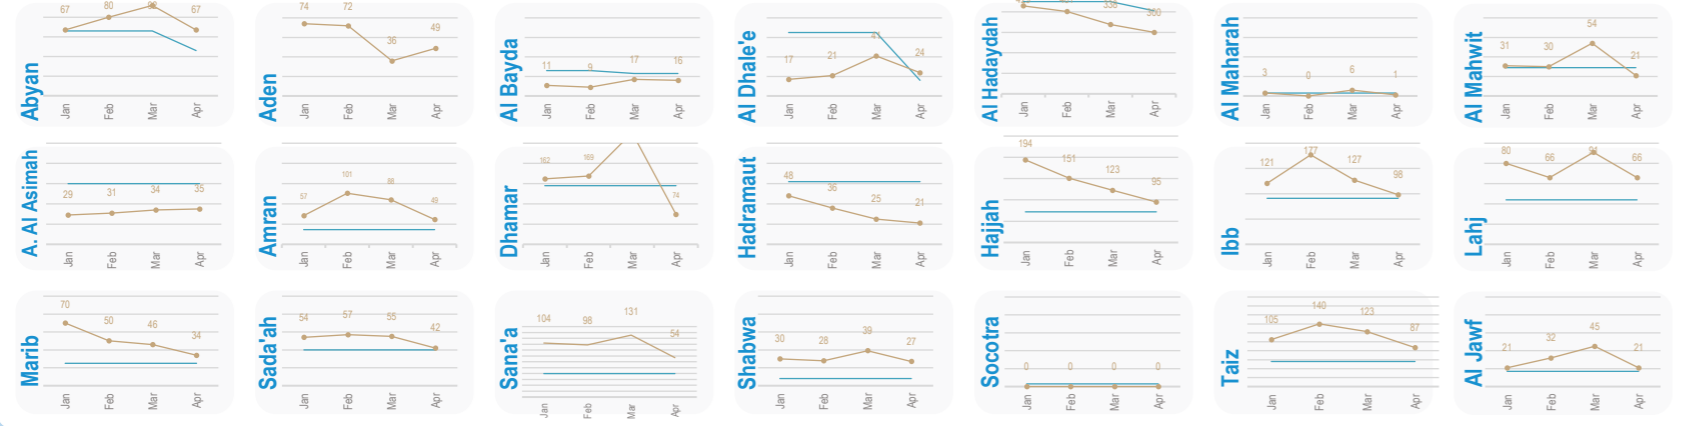 67 80 92 67
Abyan
Jan Feb Mar Apr
74 72 36 49
Aden
Jan Feb Mar Apr
11 9 17 16
Al Bayda
Jan Feb Mar Apr
17 21 41 24
Al Dhale'e
Jan Feb Mar Apr
338 300
Al Hadaydah
Jan Feb Mar Apr
3 0 6 1
Al Maharah
Jan Feb Mar Apr
31 30 54 21
Al Mahwit
Jan Feb Mar Apr
29 31 34 35
A. Al Asimah
Jan Feb Mar Apr
57 101 88 49
Amran
Jan Feb Mar Apr
162 169 74
Dhamar
Jan Feb Mar Apr
48 36 25 21
Hadramaut
Jan Feb Mar Apr
194 151 123 95
Hajjah
Jan Feb Mar Apr
121 177 127 98
Ibb
Jan Feb Mar Apr
80 66 91 66
Lahj
Jan Feb Mar Apr
70 50 46 34
Marib
Jan Feb Mar Apr
54 57 55 42
Sada'ah
Jan Feb Mar Apr
104 98 131 54
Sana'a
Jan Feb Mar Apr
30 28 39 27
Shabwa
Jan Feb Mar Apr
0 0 0 0
Socotra
Jan Feb Mar Apr
105 140 123 87
Taiz
Jan Feb Mar Apr
21 32 45 21
Al Jawf
Jan Feb Mar Apr